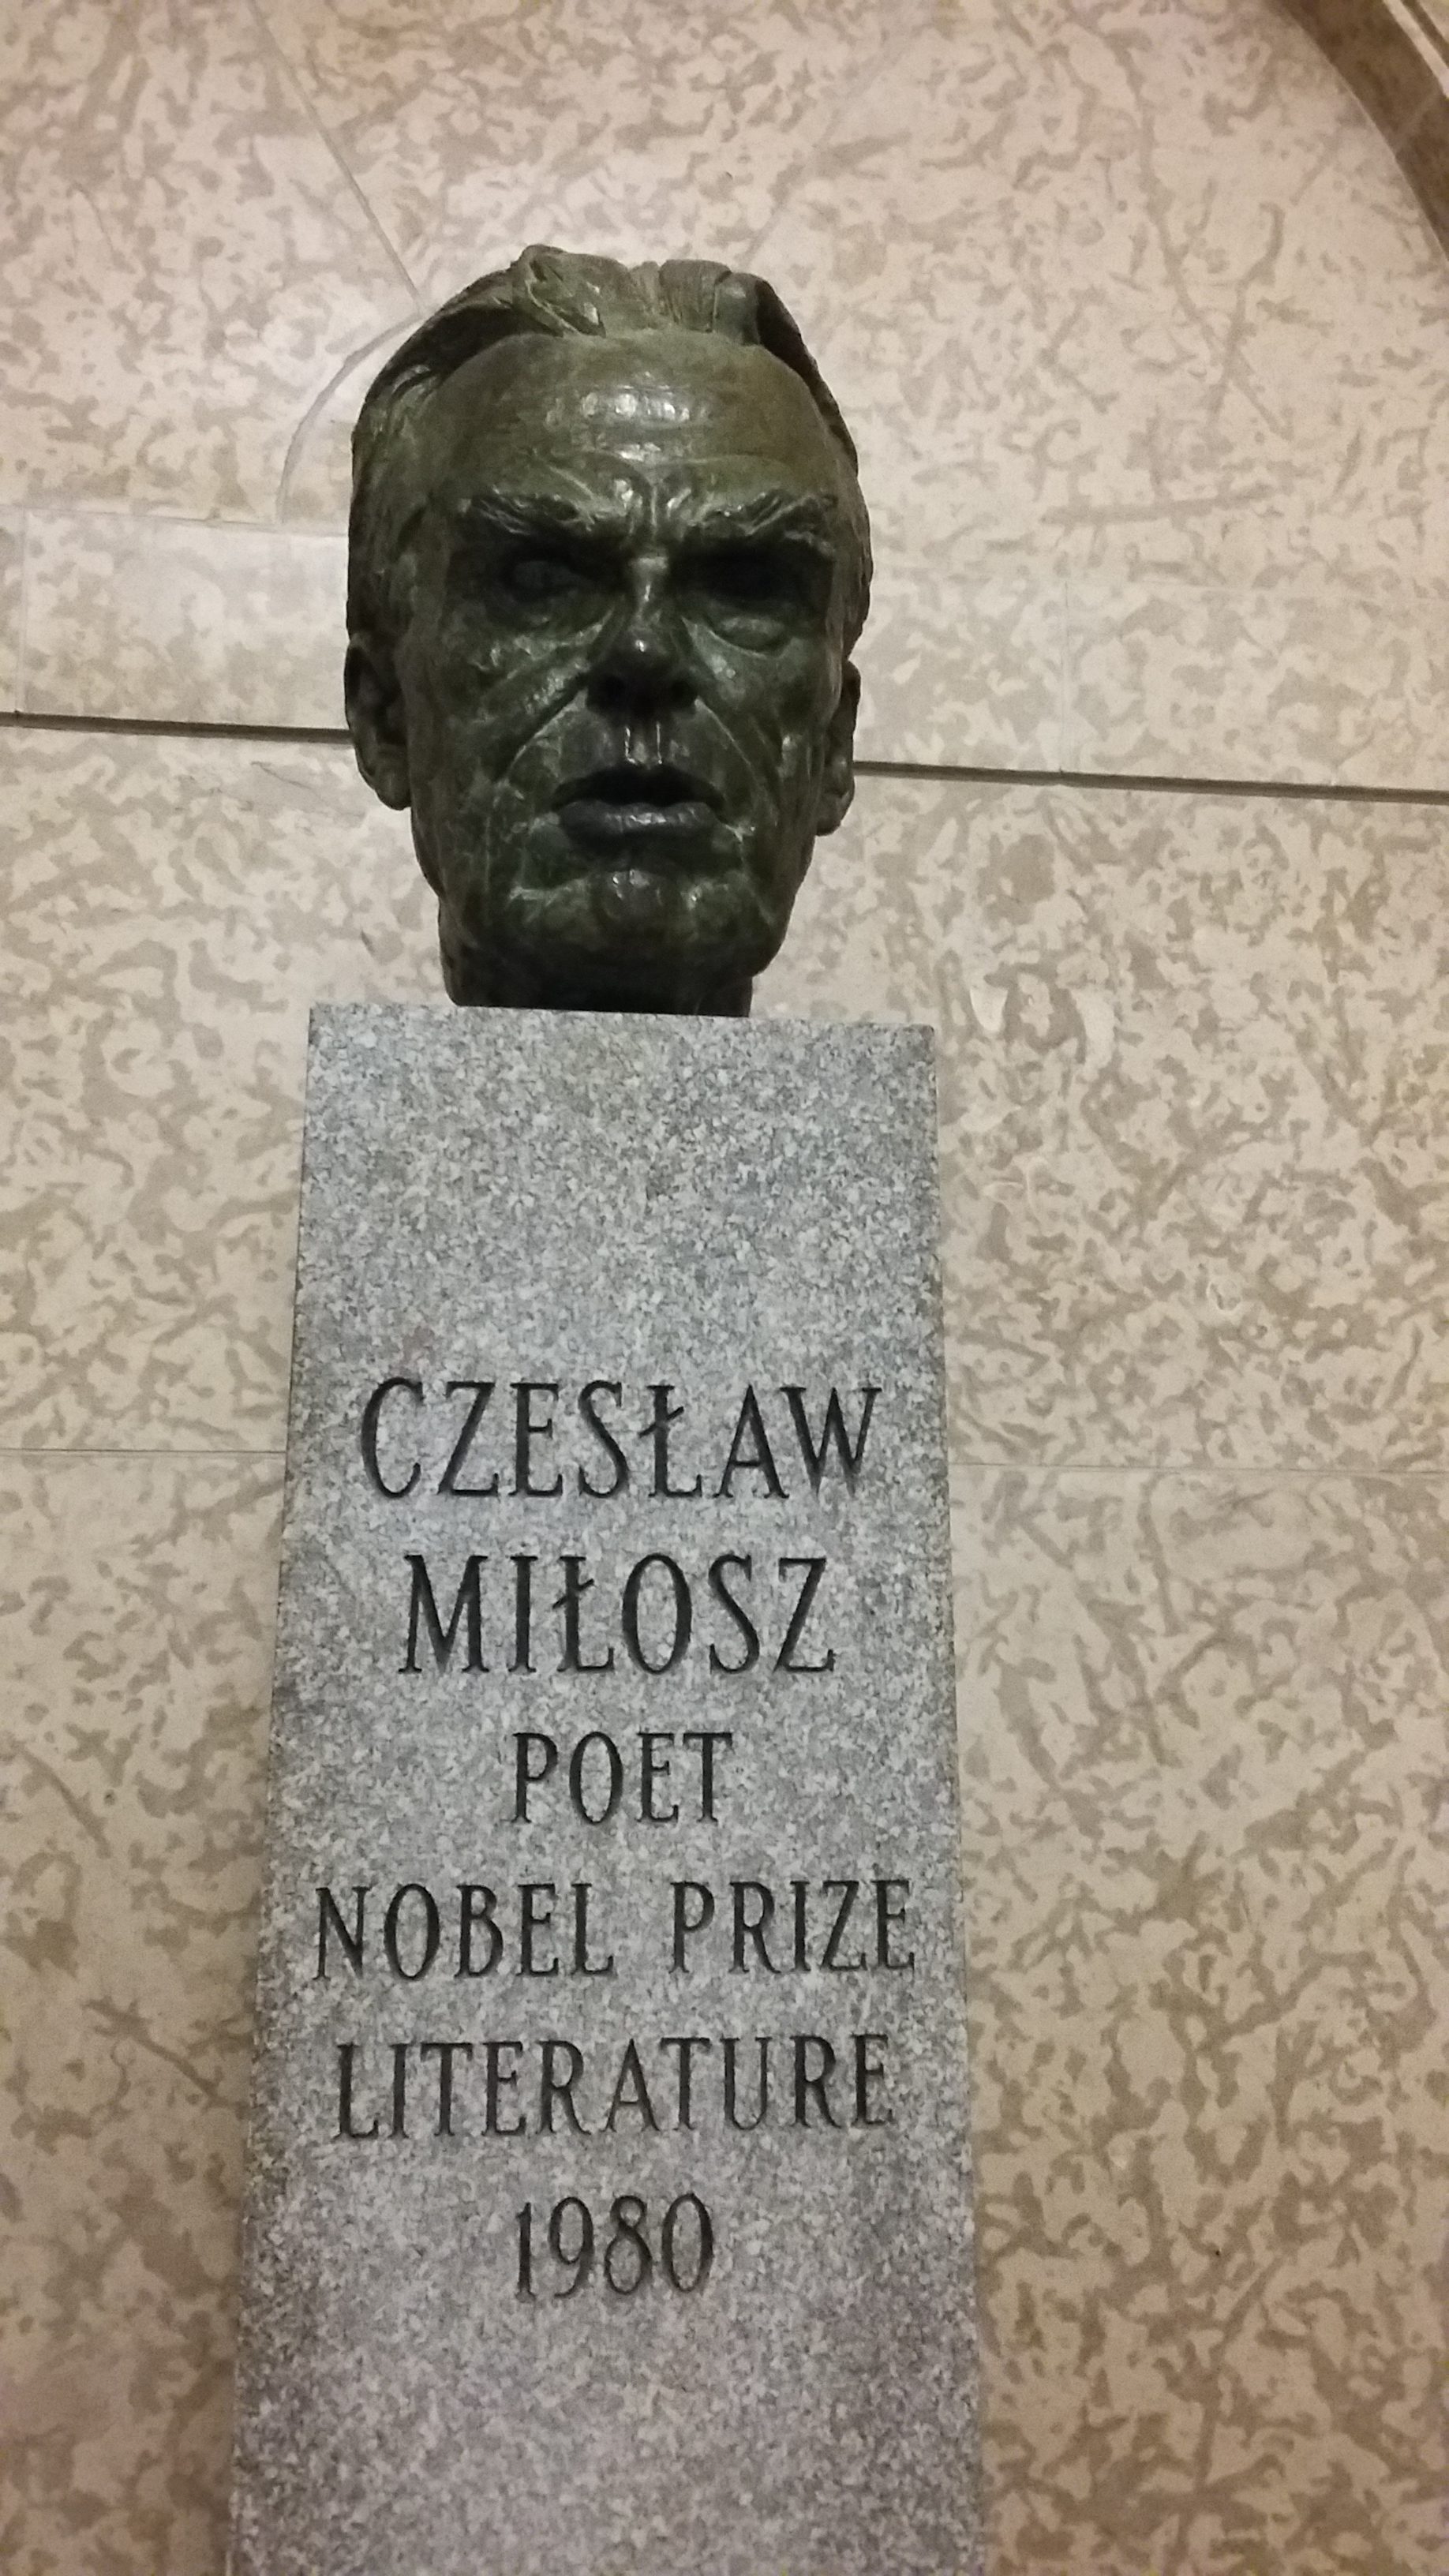 CZESŁAW
MIŁOSZ
POET
NOBEL PRIZE
LITERATURE
1980